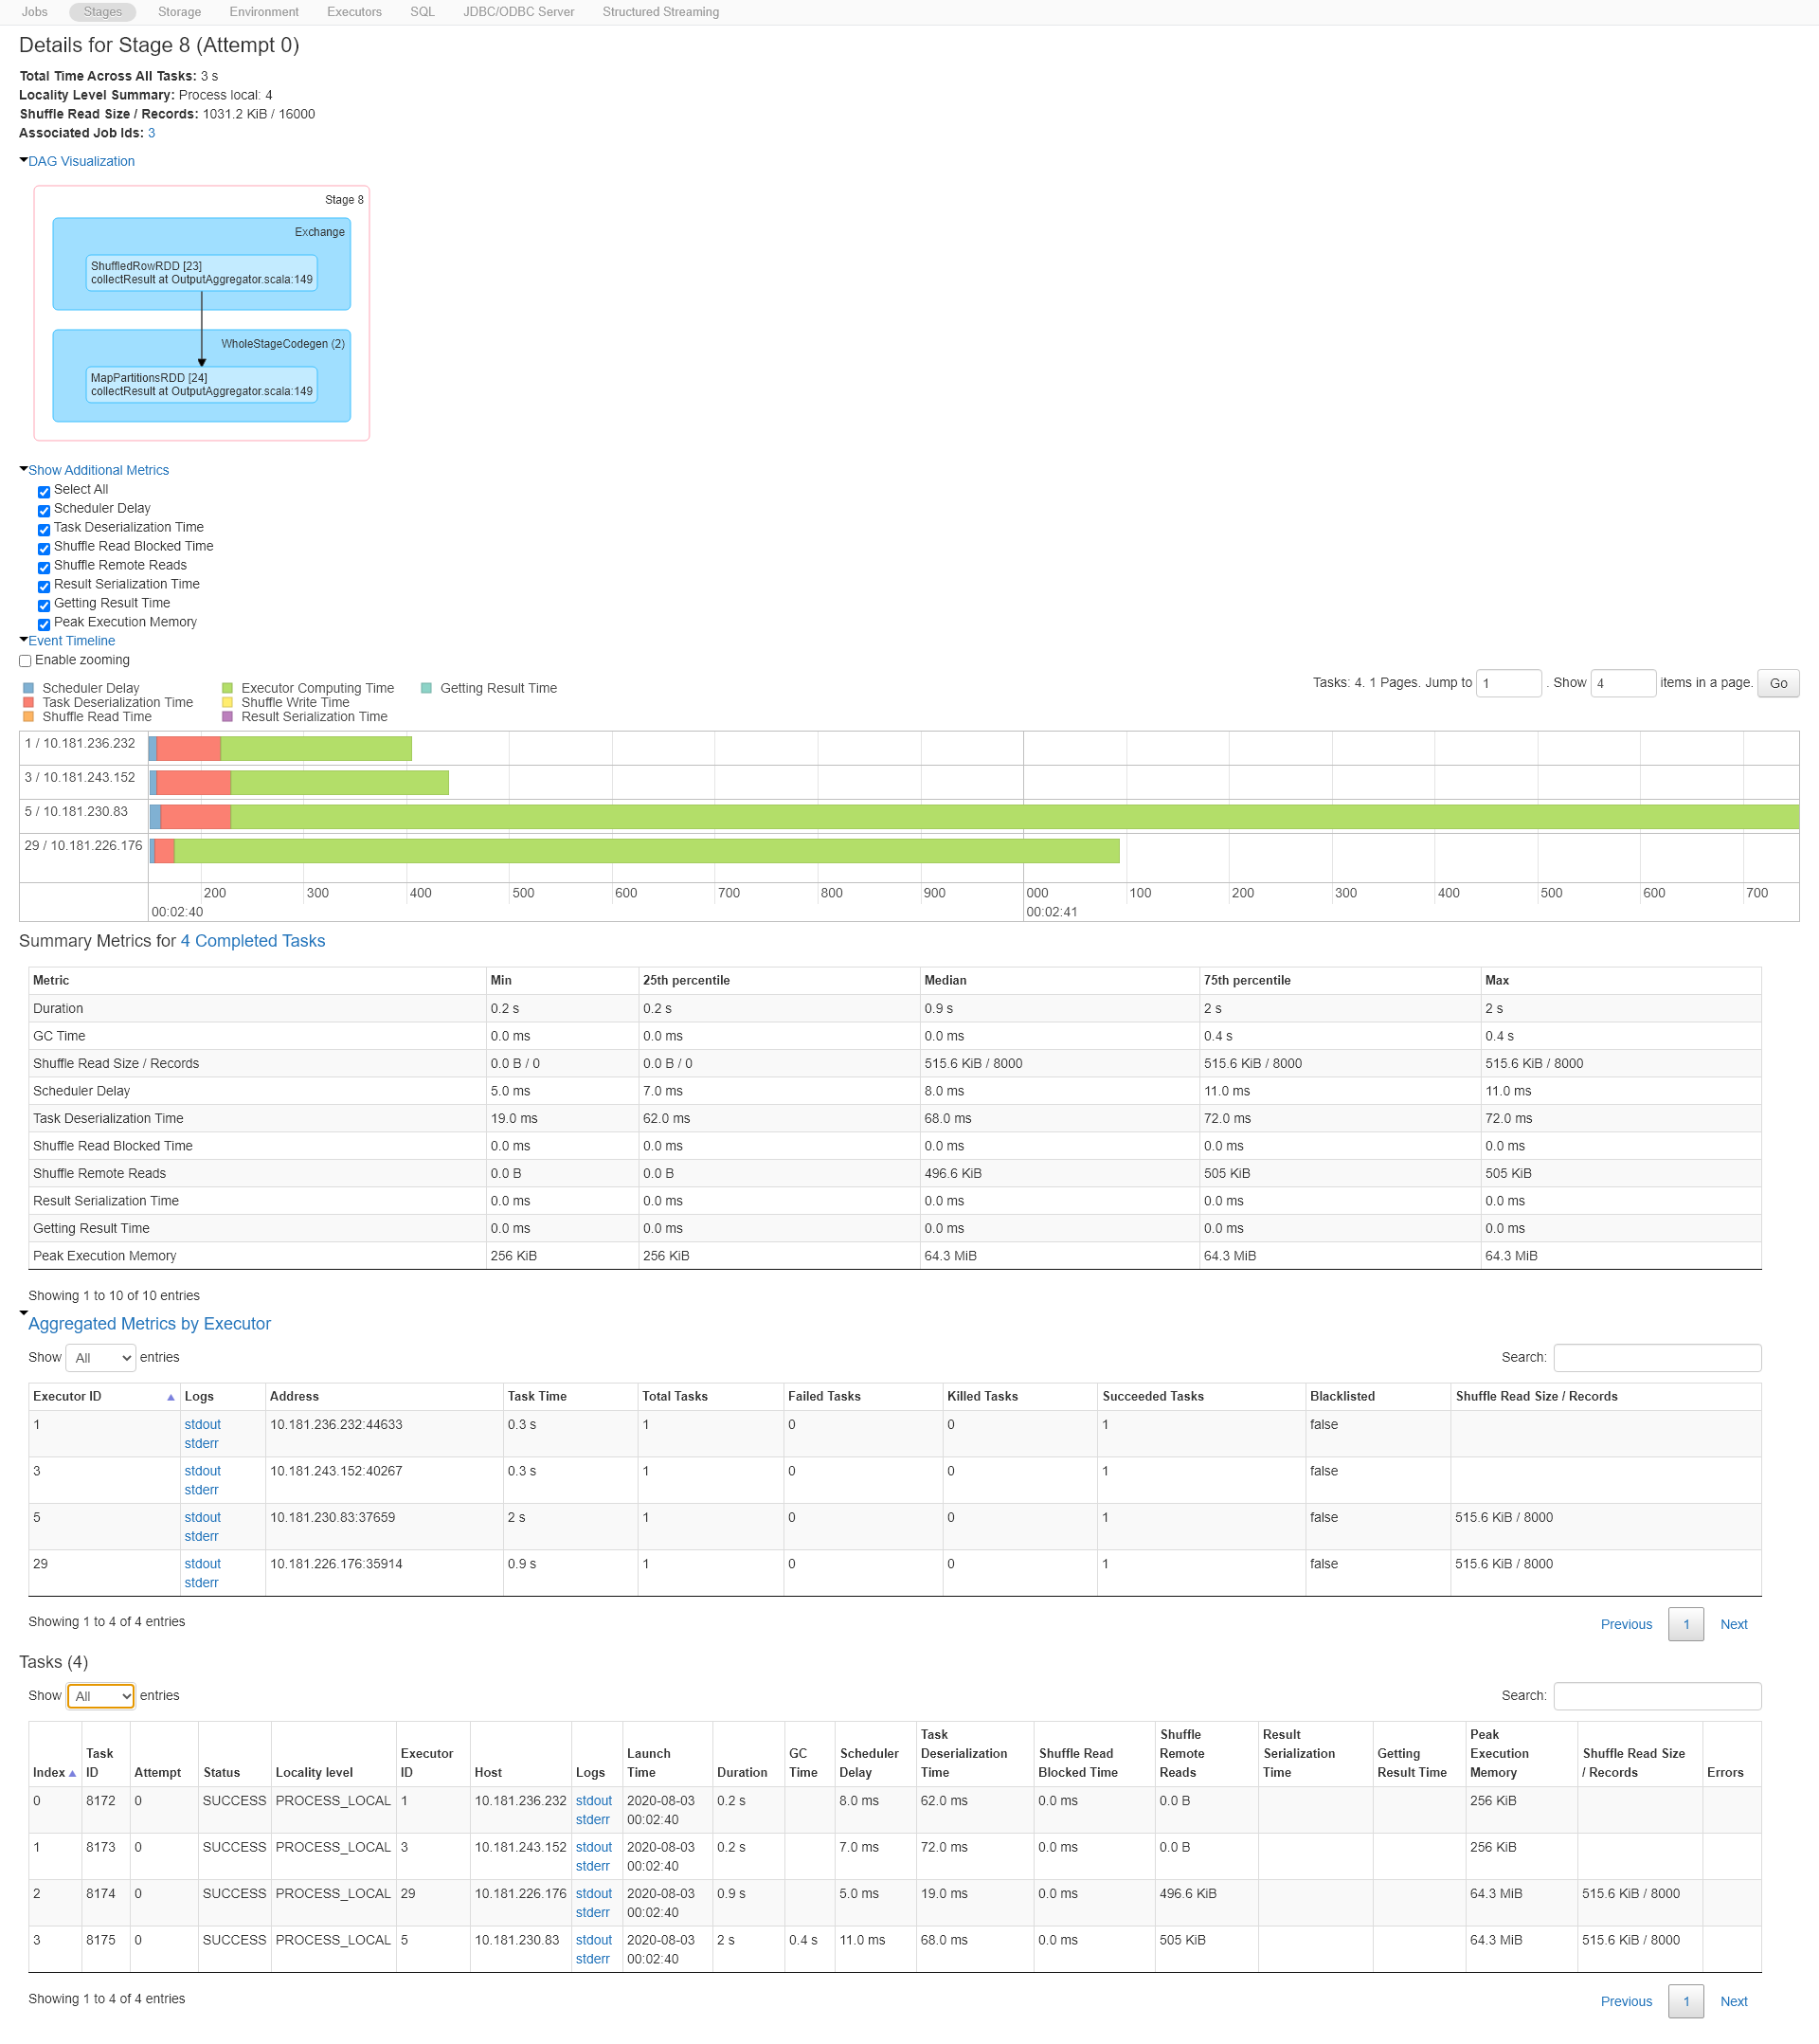 Jobs Stages Storage Environment Executors SQL JDBC/ODBC Server Structured Streaming
Details for Stage 8 (Attempt 0)
Total Time Across All Tasks: 3 s
Locality Level Summary: Process local: 4
Shuffle Read Size / Records: 1031.2 KiB / 16000
Associated Job Ids: 3
DAG Visualization
Stage 8
Exchange
ShuffledRowRDD [23]
collectResult at OutputAggregator.scala:149
WholeStageCodegen (2)
MapPartitionsRDD [24]
collectResult at OutputAggregator.scala:149
Show Additional Metrics
Select All
Scheduler Delay
Task Deserialization Time
Shuffle Read Blocked Time
Shuffle Remote Reads
Result Serialization Time
Getting Result Time
Peak Execution Memory
Event Timeline
Enable zooming
Tasks: 4. 1 Pages. Jump to 1 . Show 4 items in a page. Go
Scheduler Delay Executor Computing Time Getting Result Time
Task Deserialization Time Shuffle Write Time
Shuffle Read Time Result Serialization Time
1 / 10.181.236.232
3 / 10.181.243.152
5 / 10.181.230.83
29 / 10.181.226.176
200 300 400 500 600 700 800 900 000 100 200 300 400 500 600 700
00:02:40 00:02:41
Summary Metrics for 4 Completed Tasks
Metric Min 25th percentile Median 75th percentile Max
Duration 0.2 s 0.2 s 0.9 s 2 s 2 s
GC Time 0.0 ms 0.0 ms 0.0 ms 0.4 s 0.4 s
Shuffle Read Size / Records 0.0 B / 0 0.0 B / 0 515.6 KiB / 8000 515.6 KiB / 8000 515.6 KiB / 8000
Scheduler Delay 5.0 ms 7.0 ms 8.0 ms 11.0 ms 11.0 ms
Task Deserialization Time 19.0 ms 62.0 ms 68.0 ms 72.0 ms 72.0 ms
Shuffle Read Blocked Time 0.0 ms 0.0 ms 0.0 ms 0.0 ms 0.0 ms
Shuffle Remote Reads 0.0 B 0.0 B 496.6 KiB 505 KiB 505 KiB
Result Serialization Time 0.0 ms 0.0 ms 0.0 ms 0.0 ms 0.0 ms
Getting Result Time 0.0 ms 0.0 ms 0.0 ms 0.0 ms 0.0 ms
Peak Execution Memory 256 KiB 256 KiB 64.3 MiB 64.3 MiB 64.3 MiB
Showing 1 to 10 of 10 entries
Aggregated Metrics by Executor
Show All entries Search:
Executor ID Logs Address Task Time Total Tasks Failed Tasks Killed Tasks Succeeded Tasks Blacklisted Shuffle Read Size / Records
1 stdout 10.181.236.232:44633 0.3 s 1 0 0 1 false
stderr
3 stdout 10.181.243.152:40267 0.3 s 1 0 0 1 false
stderr
5 stdout 10.181.230.83:37659 2 s 1 0 0 1 false 515.6 KiB / 8000
stderr
29 stdout 10.181.226.176:35914 0.9 s 1 0 0 1 false 515.6 KiB / 8000
stderr
Showing 1 to 4 of 4 entries Previous 1 Next
Tasks (4)
Show All entries Search:
Task Shuffle Result Peak
Task Executor Launch GC Scheduler Deserialization Shuffle Read Remote Serialization Getting Execution Shuffle Read Size
Index ID Attempt Status Locality level ID Host Logs Time Duration Time Delay Time Blocked Time Reads Time Result Time Memory / Records Errors
0 8172 0 SUCCESS PROCESS_LOCAL 1 10.181.236.232 stdout 2020-08-03 0.2 s 8.0 ms 62.0 ms 0.0 ms 0.0 B 256 KiB
stderr 00:02:40
1 8173 0 SUCCESS PROCESS_LOCAL 3 10.181.243.152 stdout 2020-08-03 0.2 s 7.0 ms 72.0 ms 0.0 ms 0.0 B 256 KiB
stderr 00:02:40
2 8174 0 SUCCESS PROCESS_LOCAL 29 10.181.226.176 stdout 2020-08-03 0.9 s 5.0 ms 19.0 ms 0.0 ms 496.6 KiB 64.3 MiB 515.6 KiB / 8000
stderr 00:02:40
3 8175 0 SUCCESS PROCESS_LOCAL 5 10.181.230.83 stdout 2020-08-03 2 s 0.4 s 11.0 ms 68.0 ms 0.0 ms 505 KiB 64.3 MiB 515.6 KiB / 8000
stderr 00:02:40
Showing 1 to 4 of 4 entries Previous 1 Next